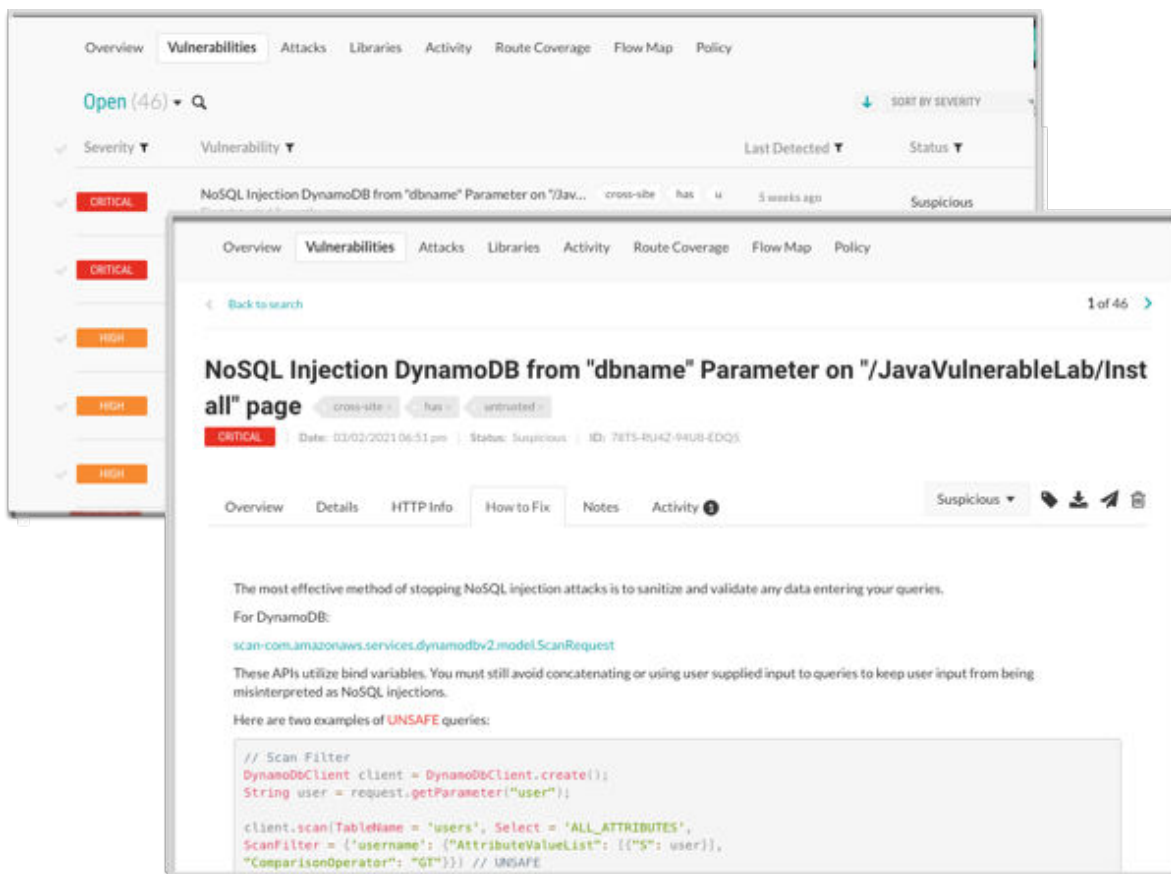 Overview Vulnerabilities Attacks Libraries Activity Route Coverage Flow Map Policy
Open (46)
SORT BY SEVERITY
Severity Vulnerability Last Detected Status
CRITICAL NoSQL Injection DynamoDB from "dbname" Parameter on "/Jav... cross-site has u 5 weeks ago Suspicious
CRITICAL
HIGH
HIGH
HIGH
Overview Vulnerabilities Attacks Libraries Activity Route Coverage Flow Map Policy
Back to search 1 of 46
NoSQL Injection DynamoDB from "dbname" Parameter on "/JavaVulnerableLab/Inst
all" page cross-site has untrusted
CRITICAL Date: 03/02/2021 06:51 pm Status: Suspicious ID:
Overview Details HTTP Info How to Fix Notes Activity 1 Suspicious
The most effective method of stopping NoSQL injection attacks is to sanitize and validate any data entering your queries.
For DynamoDB:
scan-com.amazonaws.services.dynamodbv2.model.ScanRequest
These APIs utilize bind variables. You must still avoid concatenating or using user supplied input to queries to keep user input from being
misinterpreted as NoSQL injections.
Here are two examples of UNSAFE queries:
// Scan Filter
DynamoDbClient client = DynamoDbClient.create();
String user = request.getParameter("user");
client.scan(TableName = 'users', Select = 'ALL_ATTRIBUTES',
ScanFilter = {'username': {"AttributeValueList": [{"S": user}],
"ComparisonOperator": "GT"}}) // UNSAFE